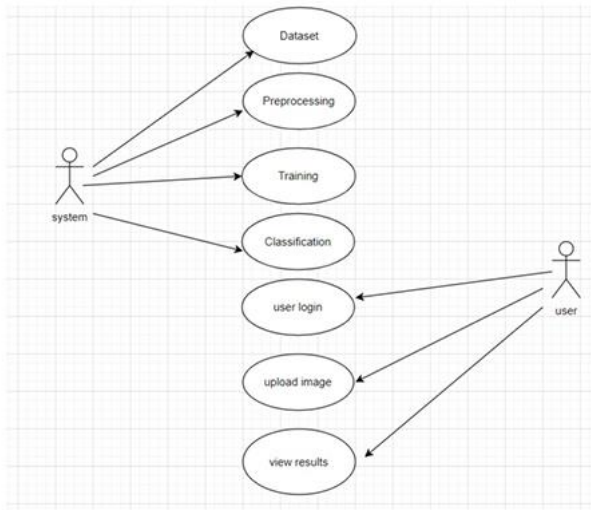 Dataset
Preprocessing
Training
system
Classification
user login
user
upload image
view results